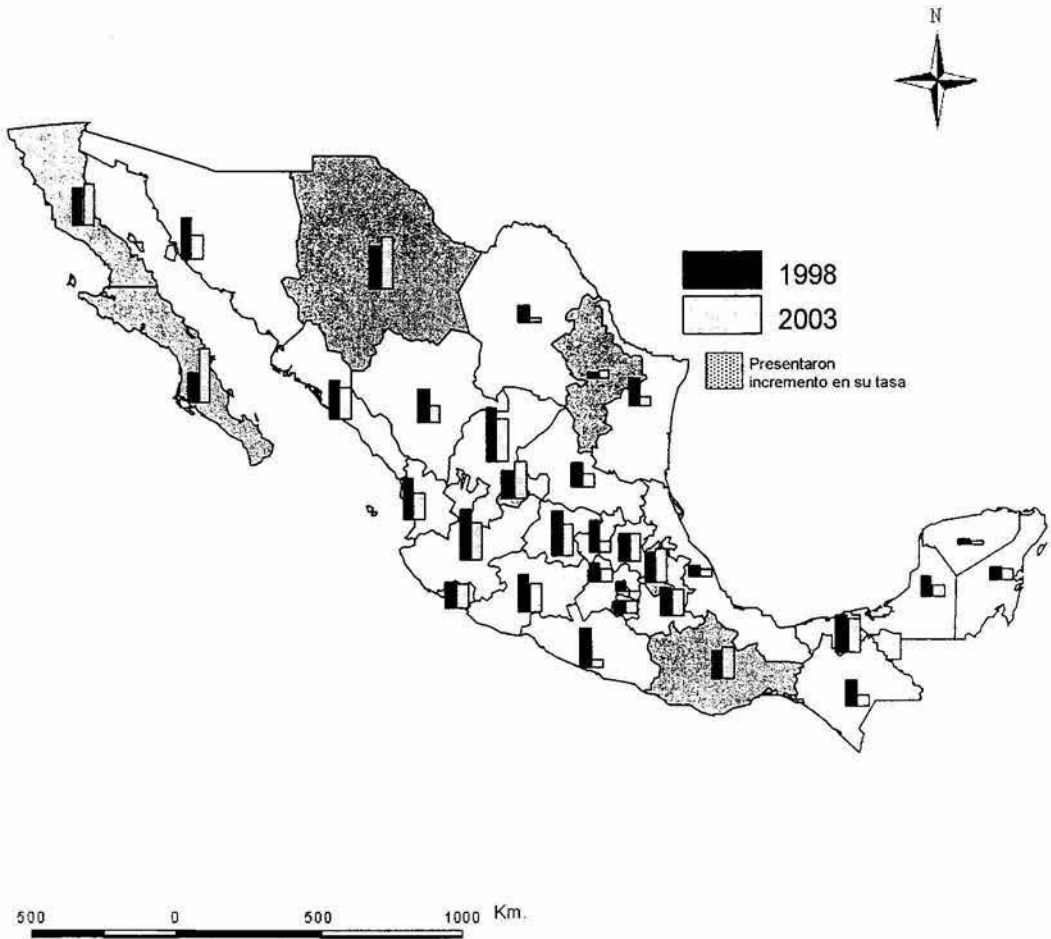 N
1998
2003
Presentaron
incremento en su tasa
500 0 500 1000 Km.